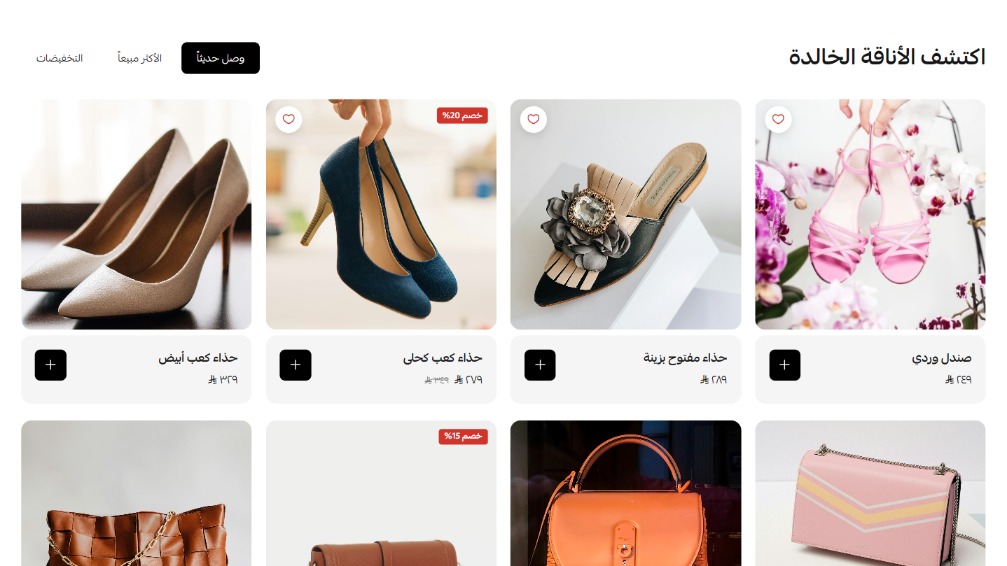 اكتشف الأناقة الخالدة
وصل حديثاً
الأكثر مبيعاً
التخفيضات
صندل وردي
٢٤٩
حذاء مفتوح بزينة
٢٨٩
خصم 20%
حذاء كعب كحلي
٢٧٩ ٣٤٩
حذاء كعب أبيض
٣٢٩
خصم 15%